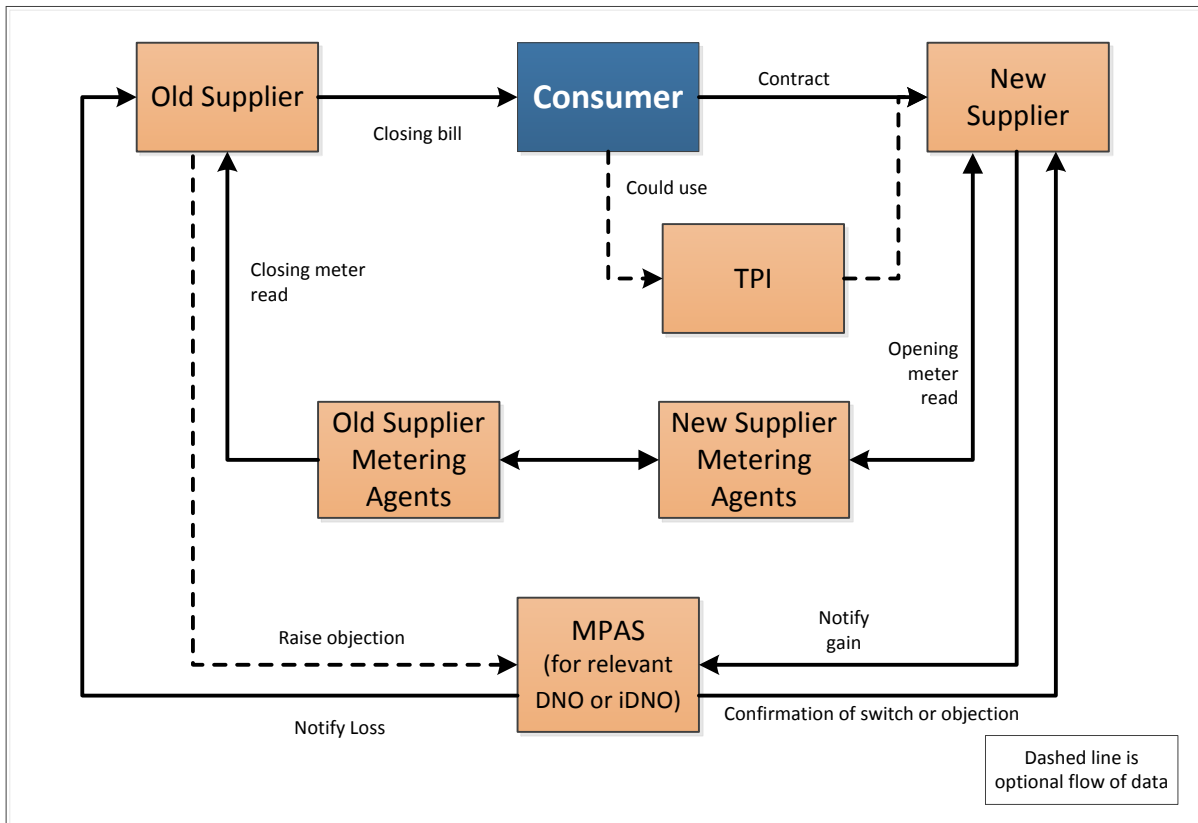 Old Supplier
Closing bill
Consumer
Contract
New
Supplier
Could use
TPI
Closing meter
read
Opening
meter
read
Old Supplier
Metering
Agents
New Supplier
Metering
Agents
Raise objection
MPAS
(for relevant
DNO or iDNO)
Notify
gain
Notify Loss
Confirmation of switch or objection
Dashed line is
optional flow of data